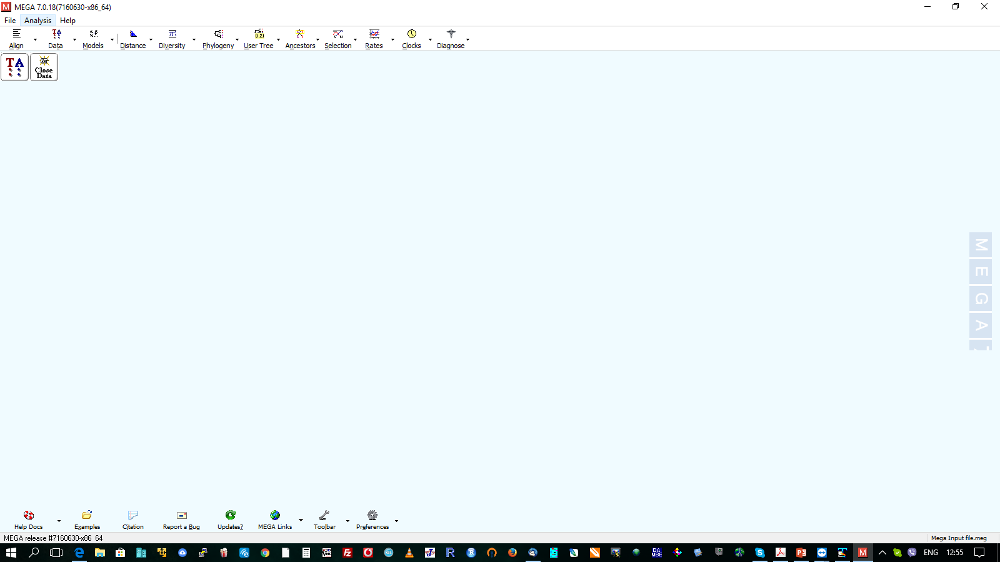 M MEGA 7.0.18(7160630-x86_64)
File Analysis Help
Align Data Models Distance Diversity Phylogeny User Tree Ancestors Selection Rates Clocks Diagnose
TA
Close
Data
M
E
G
A
7
Help Docs Examples Citation Report a Bug Updates? MEGA Links Toolbar Preferences
MEGA release #7160630-x86_64
Mega Input file.meg
ENG 12:55